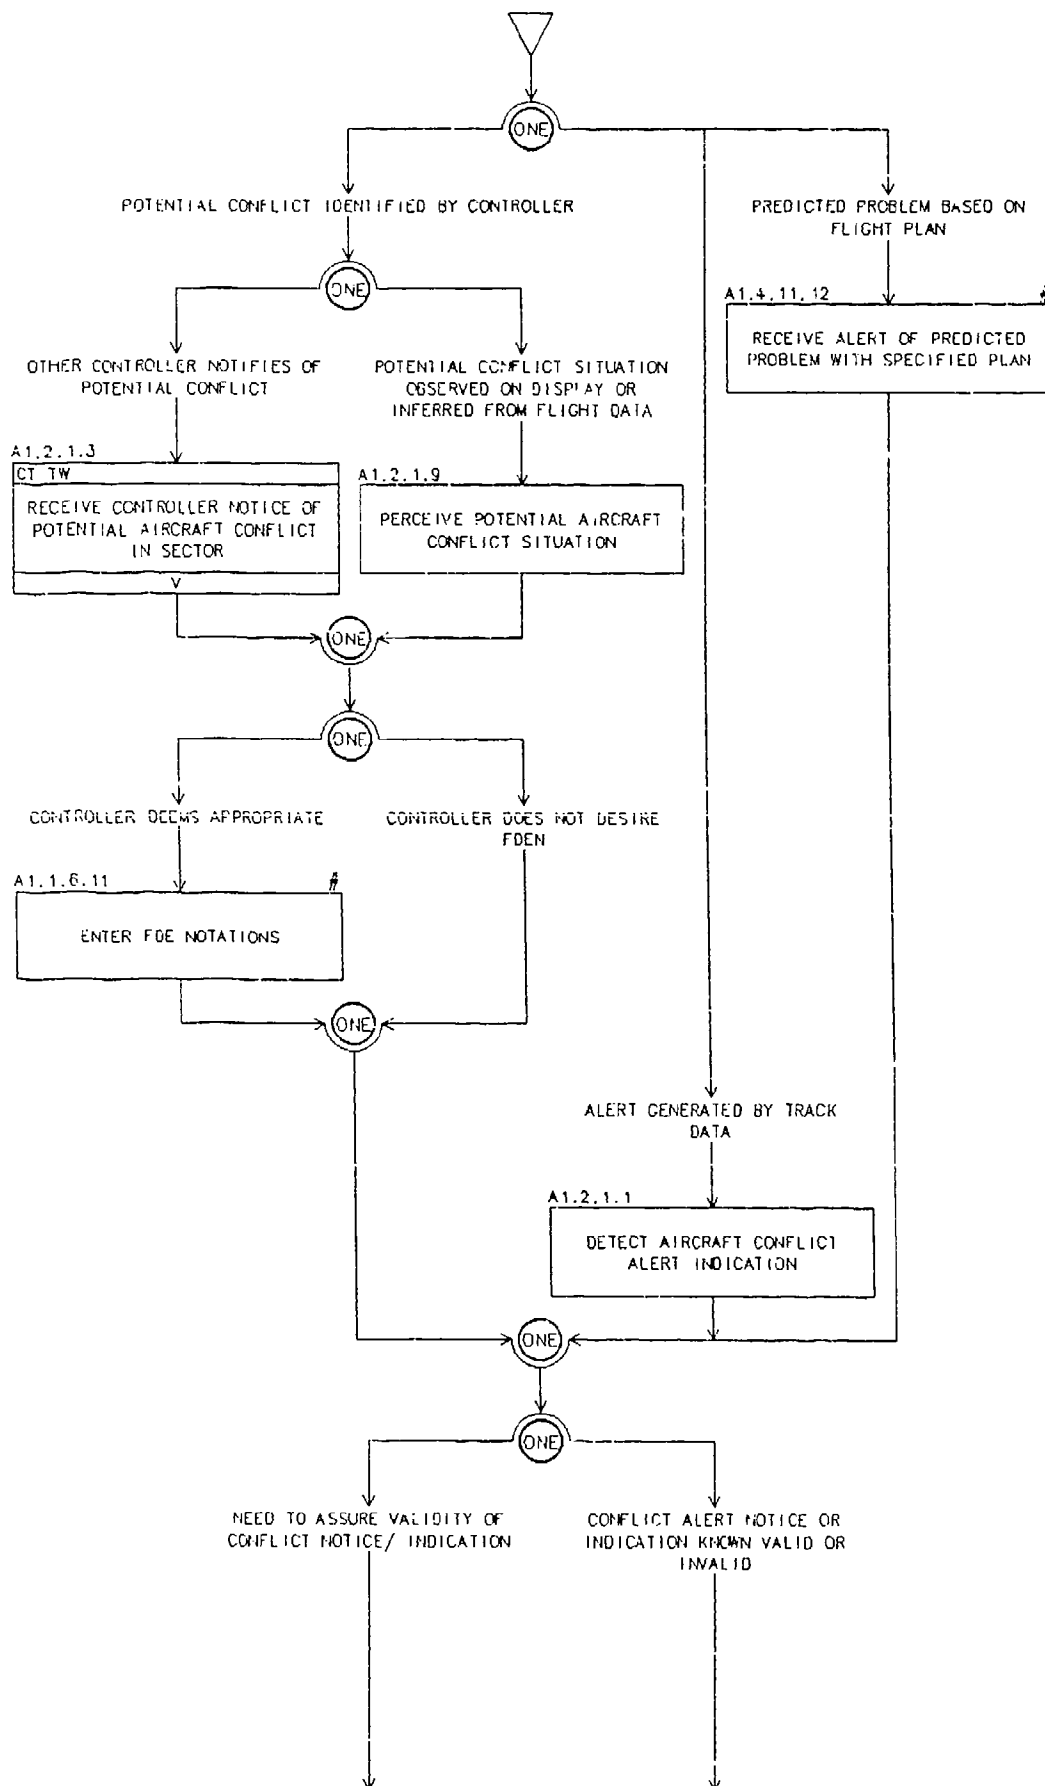 ONE
POTENTIAL CONFLICT IDENTIFIED BY CONTROLLER
PREDICTED PROBLEM BASED ON
FLIGHT PLAN
ONE
A1.4.11.12 #
RECEIVE ALERT OF PREDICTED
PROBLEM WITH SPECIFIED PLAN
OTHER CONTROLLER NOTIFIES OF
POTENTIAL CONFLICT
POTENTIAL CONFLICT SITUATION
OBSERVED ON DISPLAY OR
INFERRED FROM FLIGHT DATA
A1.2.1.3
CT TW
RECEIVE CONTROLLER NOTICE OF
POTENTIAL AIRCRAFT CONFLICT
IN SECTOR
V
A1.2.1.9
PERCEIVE POTENTIAL AIRCRAFT
CONFLICT SITUATION
ONE
ONE
CONTROLLER DEEMS APPROPRIATE
CONTROLLER DOES NOT DESIRE
FDEN
A1.1.6.11 #
ENTER FDE NOTATIONS
ONE
ALERT GENERATED BY TRACK
DATA
A1.2.1.1
DETECT AIRCRAFT CONFLICT
ALERT INDICATION
ONE
ONE
NEED TO ASSURE VALIDITY OF
CONFLICT NOTICE/ INDICATION
CONFLICT ALERT NOTICE OR
INDICATION KNOWN VALID OR
INVALID